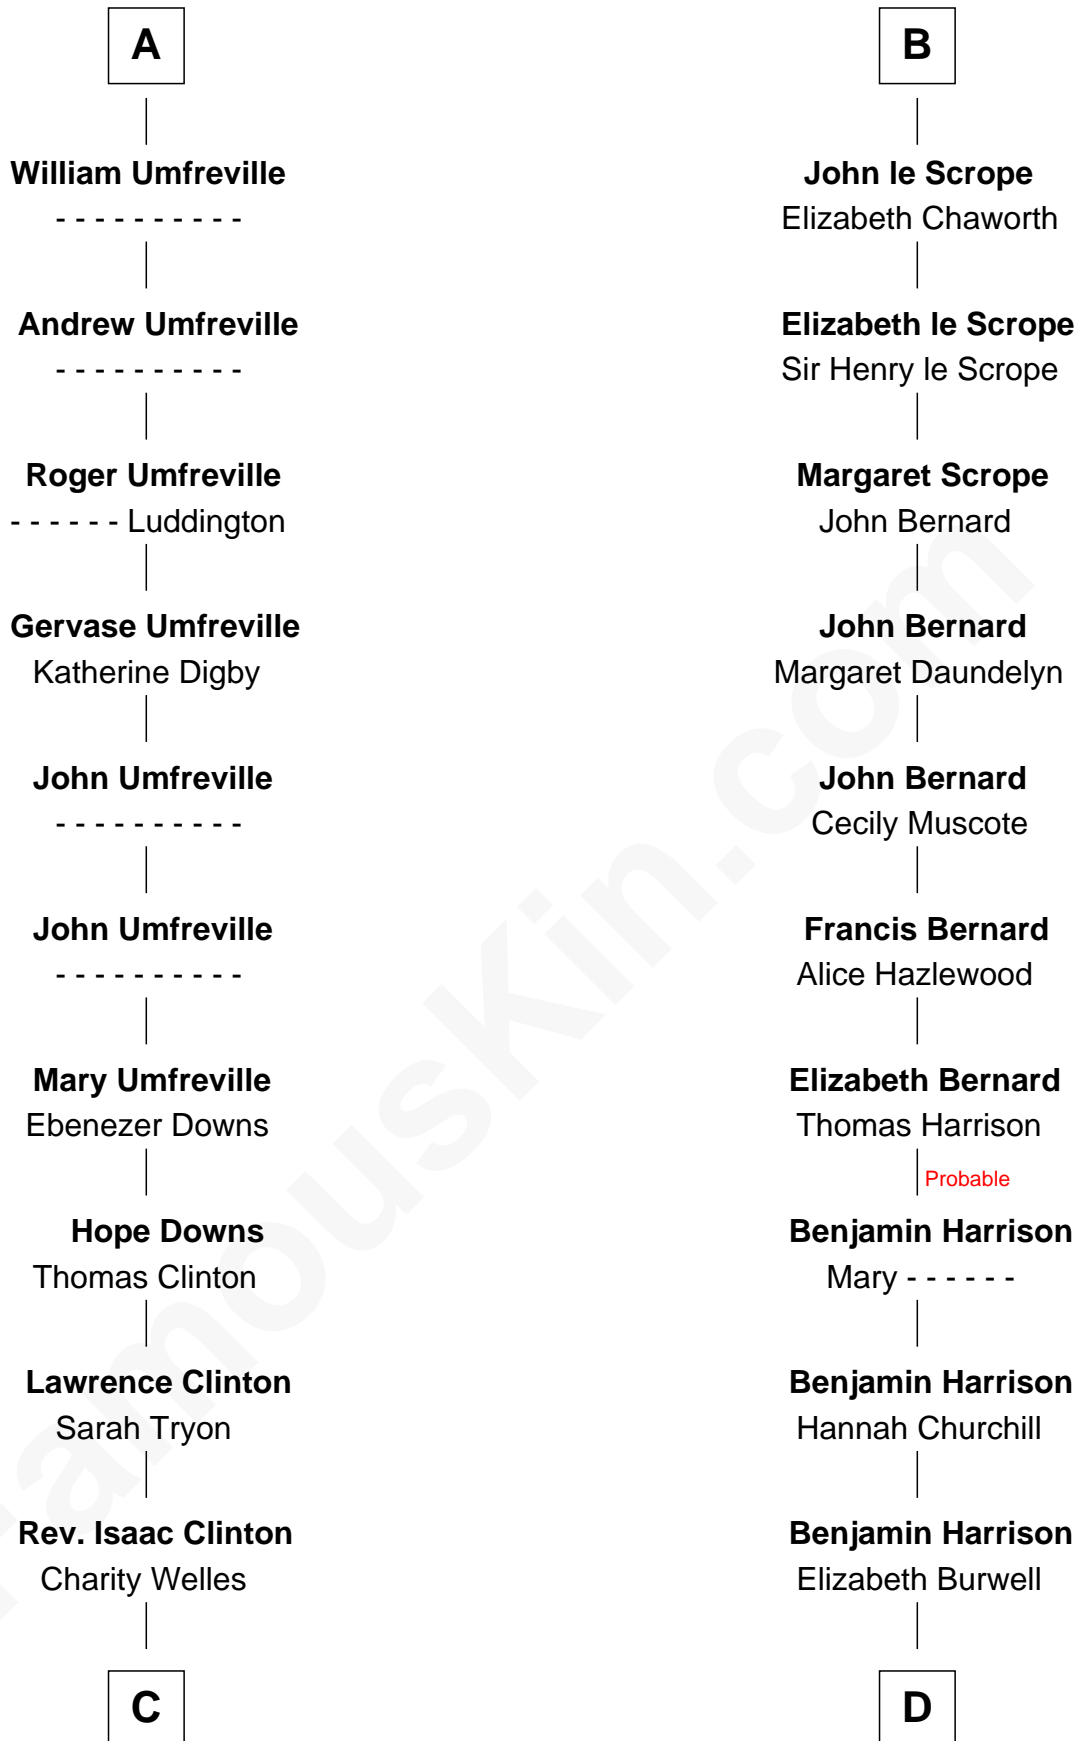 A
William Umfreville
- - - - - - - - - -
Andrew Umfreville
- - - - - - - - - -
Roger Umfreville
- - - - - - Luddington
Gervase Umfreville
Katherine Digby
John Umfreville
- - - - - - - - - -
John Umfreville
- - - - - - - - - -
Mary Umfreville
Ebenezer Downs
Hope Downs
Thomas Clinton
Lawrence Clinton
Sarah Tryon
Rev. Isaac Clinton
Charity Welles
C
B
John le Scrope
Elizabeth Chaworth
Elizabeth le Scrope
Sir Henry le Scrope
Margaret Scrope
John Bernard
John Bernard
Margaret Daundelyn
John Bernard
Cecily Muscote
Francis Bernard
Alice Hazlewood
Elizabeth Bernard
Thomas Harrison
Probable
Benjamin Harrison
Mary - - - - - -
Benjamin Harrison
Hannah Churchill
Benjamin Harrison
Elizabeth Burwell
D
FamousKin.com